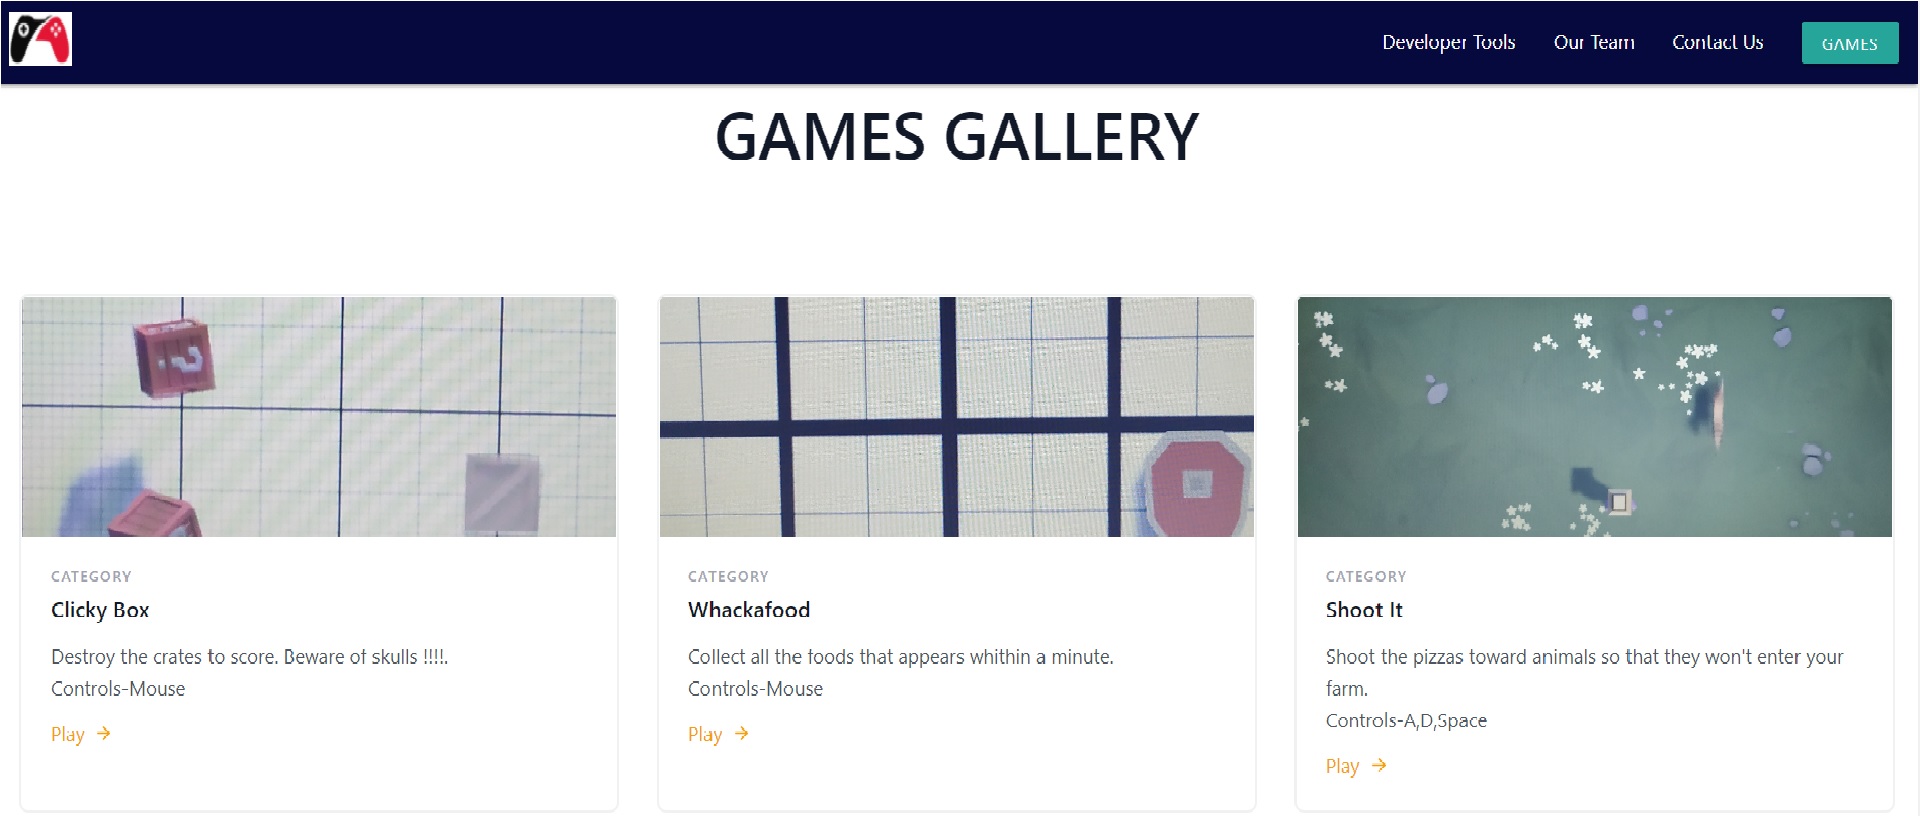 Developer Tools Our Team Contact Us GAMES
GAMES GALLERY
CATEGORY
Clicky Box
Destroy the crates to score. Beware of skulls !!!!.
Controls-Mouse
Play →
CATEGORY
Whackafood
Collect all the foods that appears whithin a minute.
Controls-Mouse
Play →
CATEGORY
Shoot It
Shoot the pizzas toward animals so that they won't enter your
farm.
Controls-A,D,Space
Play →